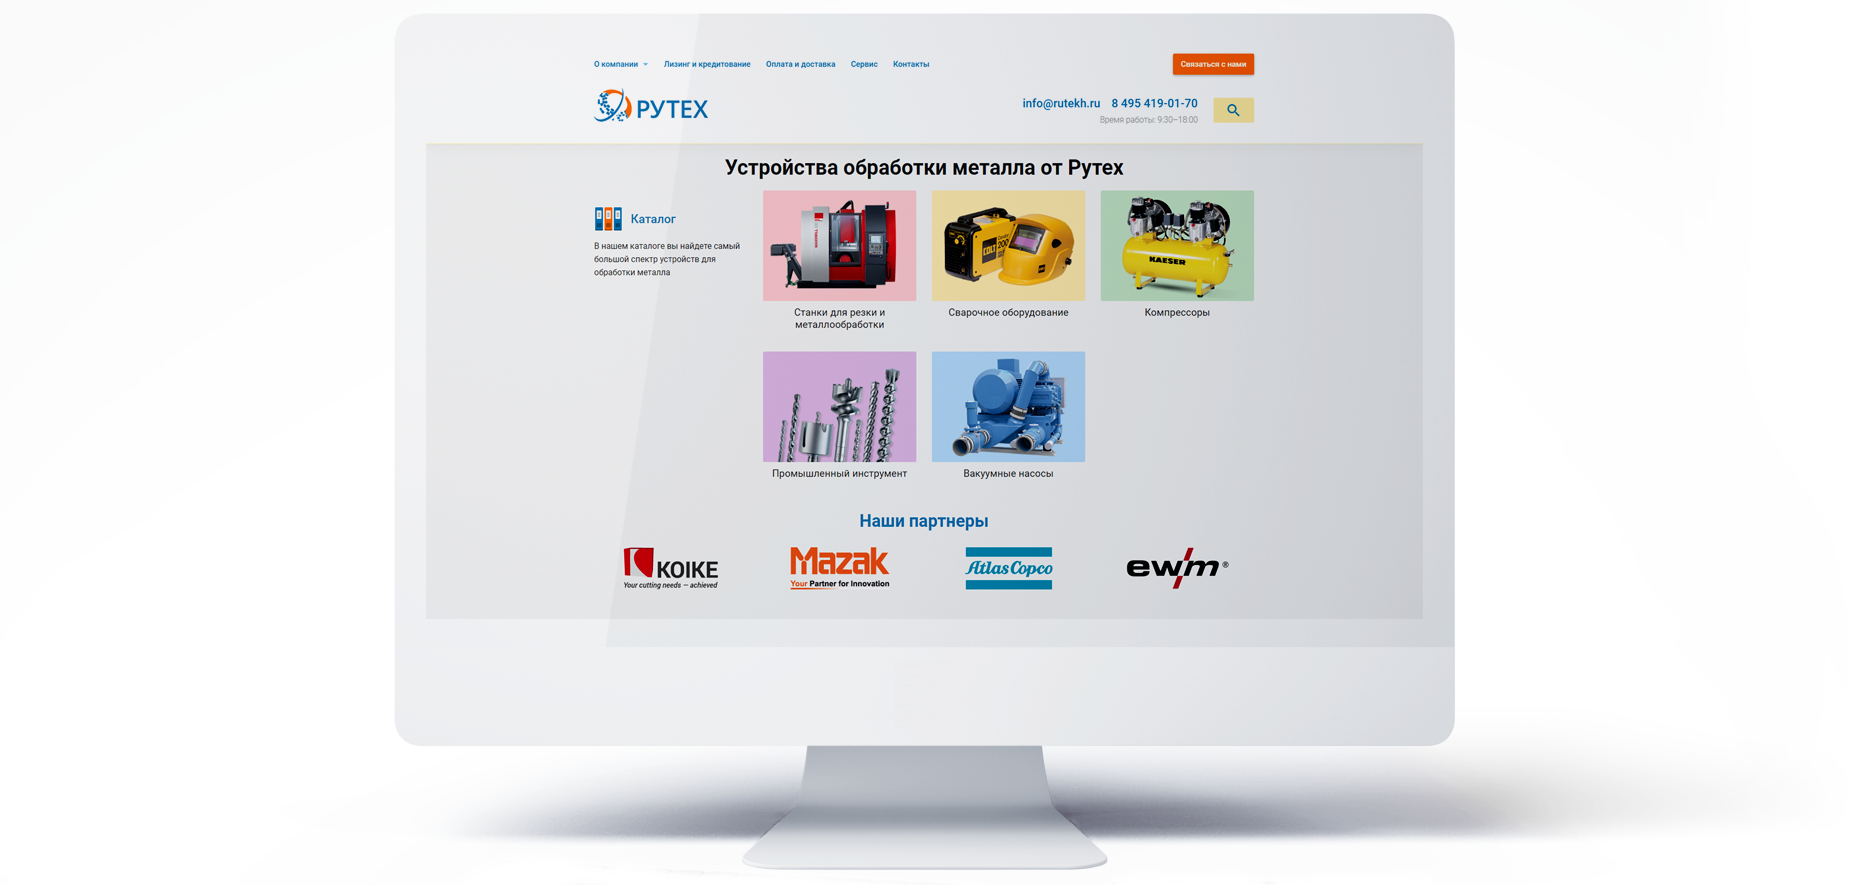 О компании
Лизинг и кредитование
Оплата и доставка
Сервис
Контакты
Связаться с нами
РУТЕХ
info@rutekh.ru 8 495 419-01-70
Время работы: 9:30–18:00
Устройства обработки металла от Рутех
Каталог
В нашем каталоге вы найдете самый
большой спектр устройств для
обработки металла
COLT
200
KAESER
Станки для резки и
металлообработки
Сварочное оборудование
Компрессоры
Промышленный инструмент
Вакуумные насосы
Наши партнеры
KOIKE
Your cutting needs — achieved
Mazak
Your Partner for Innovation
Atlas Copco
ewm®